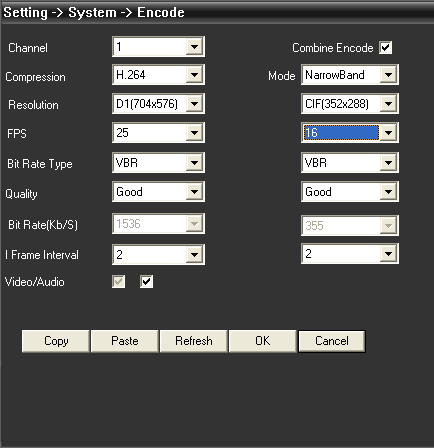 Setting -> System -> Encode
Channel 1 Combine Encode
Compression H.264 Mode NarrowBand
Resolution D1(704x576) CIF(352x288)
FPS 25 16
Bit Rate Type VBR VBR
Quality Good Good
Bit Rate(Kb/S) 1536 355
I Frame Interval 2 2
Video/Audio
Copy Paste Refresh OK Cancel